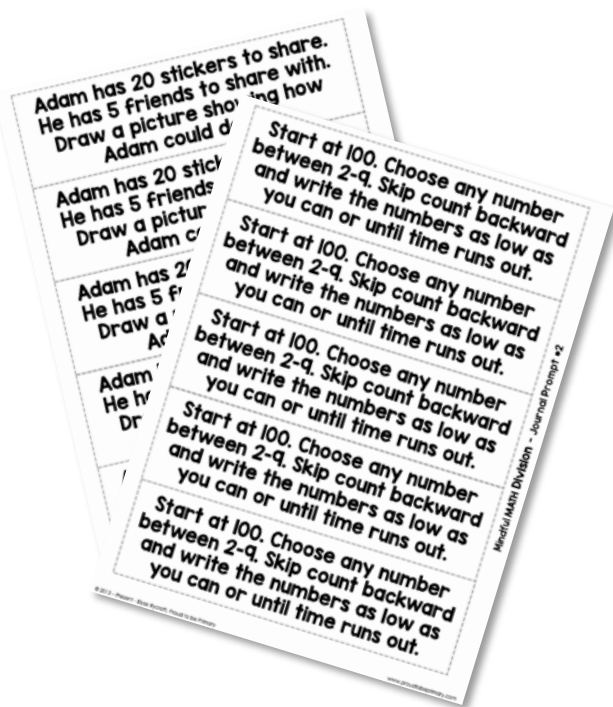 Adam has 20 stickers to share.
He has 5 friends to share with.
Draw a picture showing how
Adam could d
Adam has 20 stick
He has 5 friends
Draw a pictur
Adam c
Adam has 2
He has 5 f
Draw a
Adam
He h
Dr
Start at 100. Choose any number
between 2-9. Skip count backward
and write the numbers as low as
you can or until time runs out.
Start at 100. Choose any number
between 2-9. Skip count backward
and write the numbers as low as
you can or until time runs out.
Start at 100. Choose any number
between 2-9. Skip count backward
and write the numbers as low as
you can or until time runs out.
Start at 100. Choose any number
between 2-9. Skip count backward
and write the numbers as low as
you can or until time runs out.
Start at 100. Choose any number
between 2-9. Skip count backward
and write the numbers as low as
you can or until time runs out.
Mindful MATH Division - Journal Prompt #2
www.proudtobeprimary.com